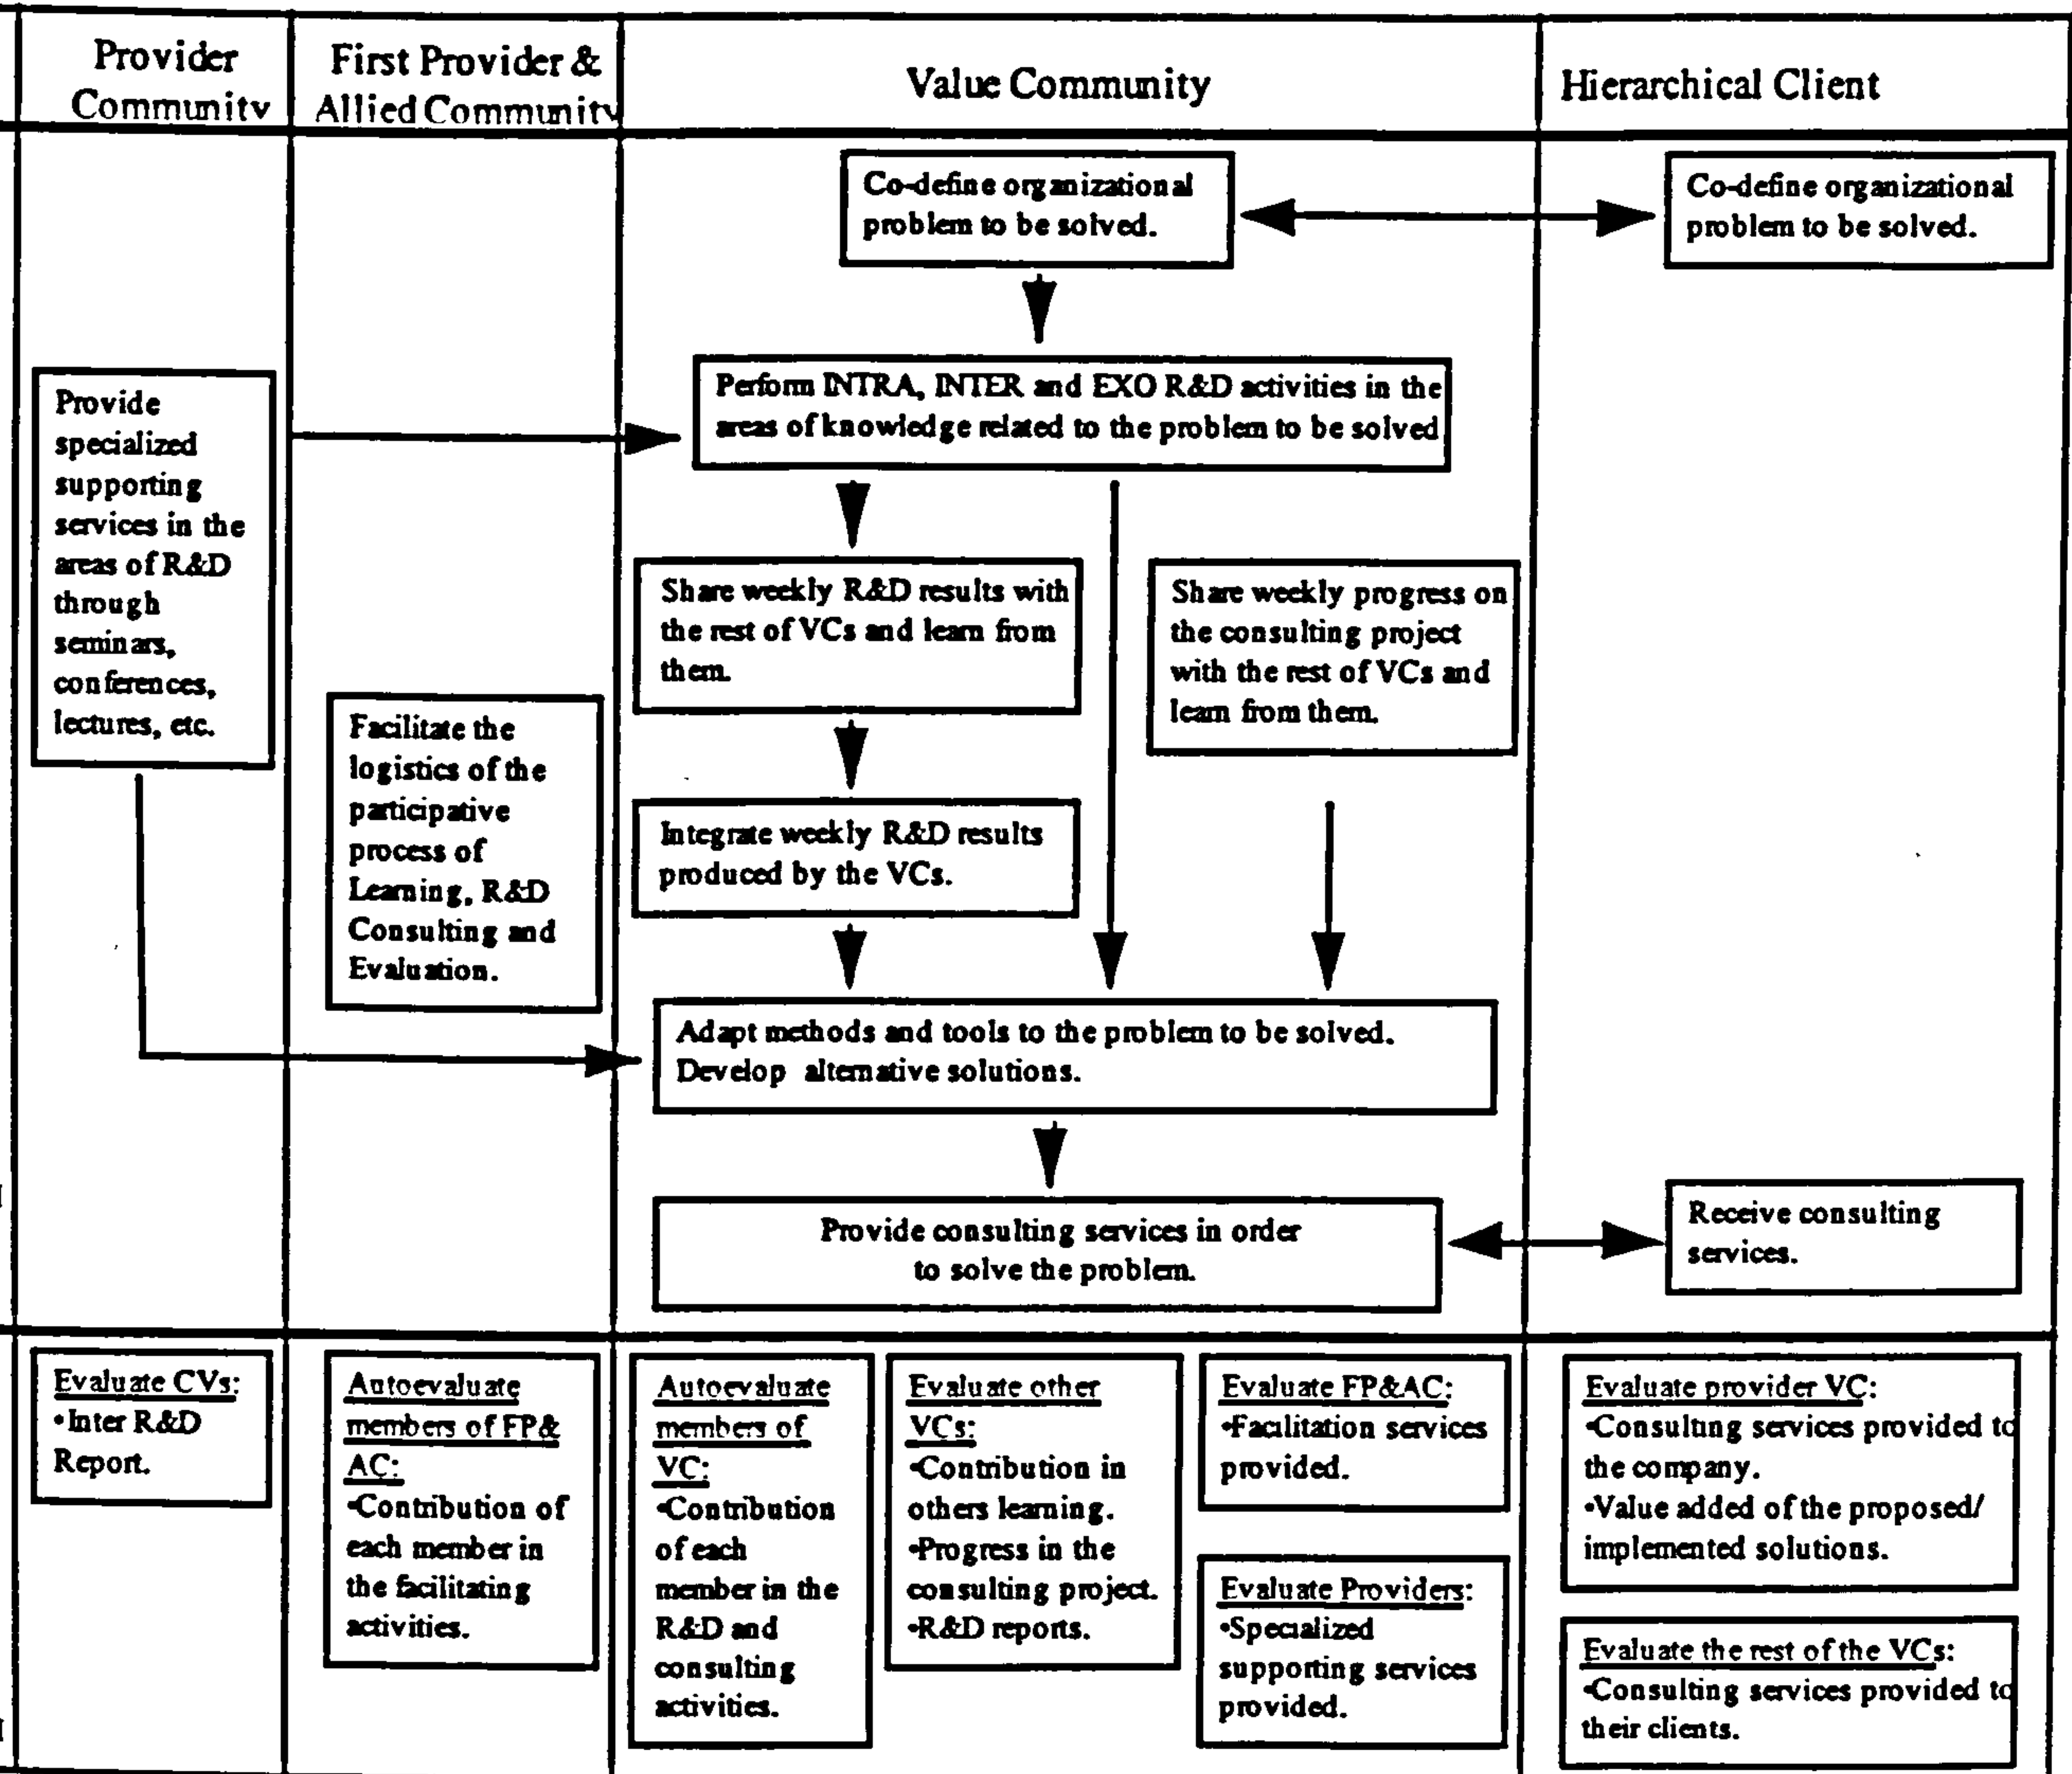 Provider
Community
First Provider &
Allied Community
Value Community
Hierarchical Client
Co-define organizational
problem to be solved.
Co-define organizational
problem to be solved.
Perform INTRA, INTER and EXO R&D activities in the
areas of knowledge related to the problem to be solved
Provide
specialized
supporting
services in the
areas of R&D
through
seminars,
conferences,
lectures, etc.
Share weekly R&D results with
the rest of VCs and learn from
them.
Share weekly progress on
the consulting project
with the rest of VCs and
learn from them.
Facilitate the
logistics of the
participative
process of
Learning, R&D
Consulting and
Evaluation.
Integrate weekly R&D results
produced by the VCs.
Adapt methods and tools to the problem to be solved.
Develop alternative solutions.
Provide consulting services in order
to solve the problem.
Receive consulting
services.
Evaluate CVs:
•Inter R&D
Report.
Autoevaluate
members of FP&
AC:
•Contribution of
each member in
the facilitating
activities.
Autoevaluate
members of
VC:
•Contribution
of each
member in the
R&D and
consulting
activities.
Evaluate other
VCs:
•Contribution in
others learning.
•Progress in the
consulting project.
•R&D reports.
Evaluate FP&AC:
•Facilitation services
provided.
Evaluate Providers:
•Specialized
supporting services
provided.
Evaluate provider VC:
•Consulting services provided to
the company.
•Value added of the proposed/
implemented solutions.
Evaluate the rest of the VCs:
•Consulting services provided to
their clients.